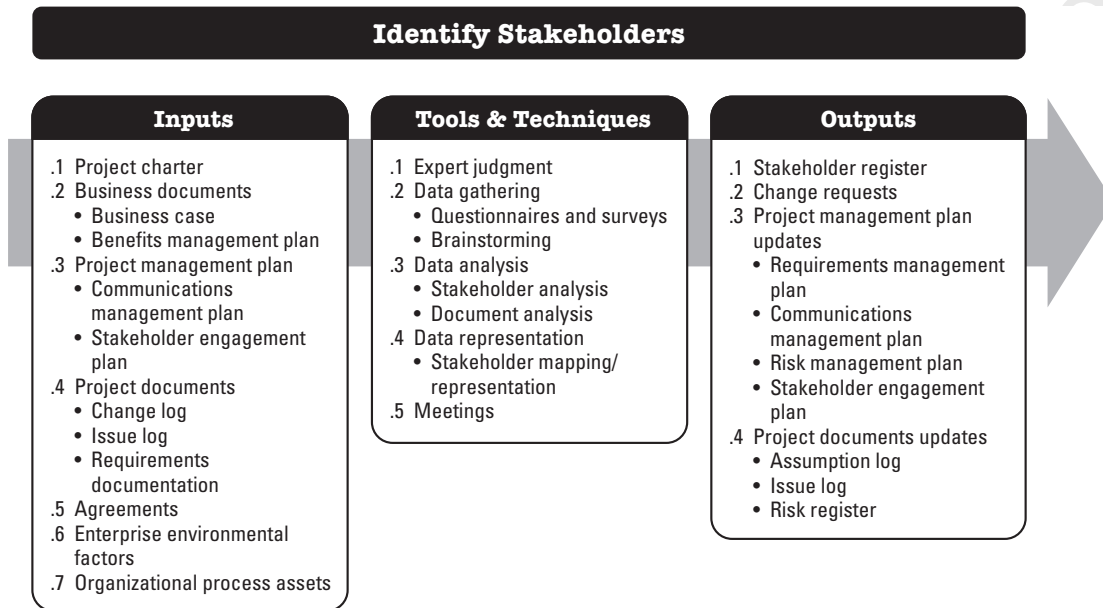 Identify Stakeholders
Inputs
.1 Project charter
.2 Business documents
• Business case
• Benefits management plan
.3 Project management plan
• Communications
management plan
• Stakeholder engagement
plan
.4 Project documents
• Change log
• Issue log
• Requirements
documentation
.5 Agreements
.6 Enterprise environmental
factors
.7 Organizational process assets
Tools & Techniques
.1 Expert judgment
.2 Data gathering
• Questionnaires and surveys
• Brainstorming
.3 Data analysis
• Stakeholder analysis
• Document analysis
.4 Data representation
• Stakeholder mapping/
representation
.5 Meetings
Outputs
.1 Stakeholder register
.2 Change requests
.3 Project management plan
updates
• Requirements management
plan
• Communications
management plan
• Risk management plan
• Stakeholder engagement
plan
.4 Project documents updates
• Assumption log
• Issue log
• Risk register